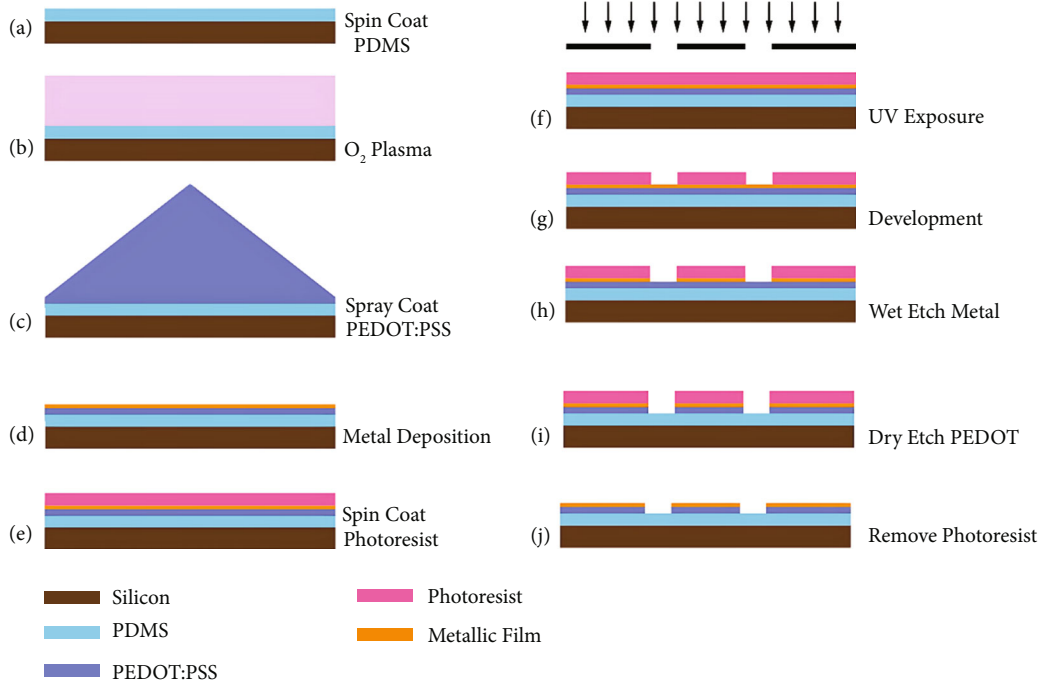 (a)
Spin Coat
PDMS
(b)
O₂ Plasma
(c)
Spray Coat
PEDOT:PSS
(d)
Metal Deposition
(e)
Spin Coat
Photoresist
(f)
UV Exposure
(g)
Development
(h)
Wet Etch Metal
(i)
Dry Etch PEDOT
(j)
Remove Photoresist
Silicon
PDMS
PEDOT:PSS
Photoresist
Metallic Film